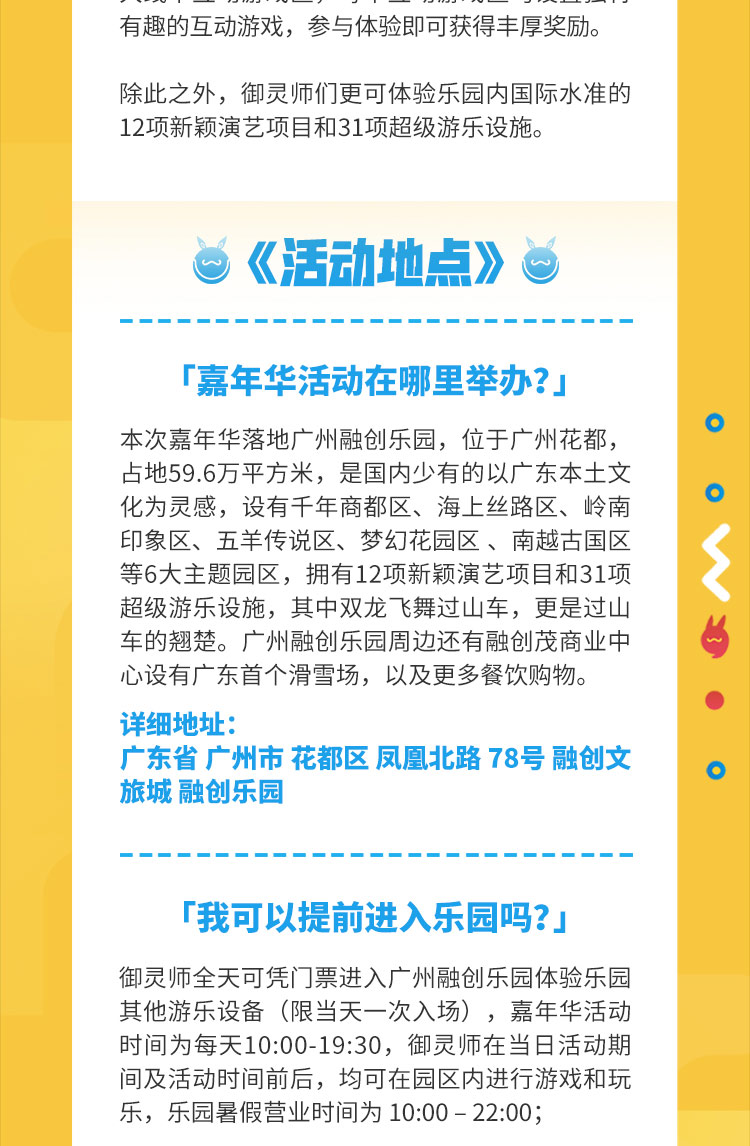 有趣的互动游戏，参与体验即可获得丰厚奖励。
除此之外，御灵师们更可体验乐园内国际水准的
12项新颖演艺项目和31项超级游乐设施。
《活动地点》
「嘉年华活动在哪里举办?」
本次嘉年华落地广州融创乐园，位于广州花都，
占地59.6万平方米，是国内少有的以广东本土文
化为灵感，设有千年商都区、海上丝路区、岭南
印象区、五羊传说区、梦幻花园区 、南越古国区
等6大主题园区，拥有12项新颖演艺项目和31项
超级游乐设施，其中双龙飞舞过山车，更是过山
车的翘楚。广州融创乐园周边还有融创茂商业中
心设有广东首个滑雪场，以及更多餐饮购物。
详细地址：
广东省 广州市 花都区 凤凰北路 78号 融创文
旅城 融创乐园
「我可以提前进入乐园吗?」
御灵师全天可凭门票进入广州融创乐园体验乐园
其他游乐设备（限当天一次入场），嘉年华活动
时间为每天10:00-19:30，御灵师在当日活动期
间及活动时间前后，均可在园区内进行游戏和玩
乐，乐园暑假营业时间为 10:00 – 22:00；